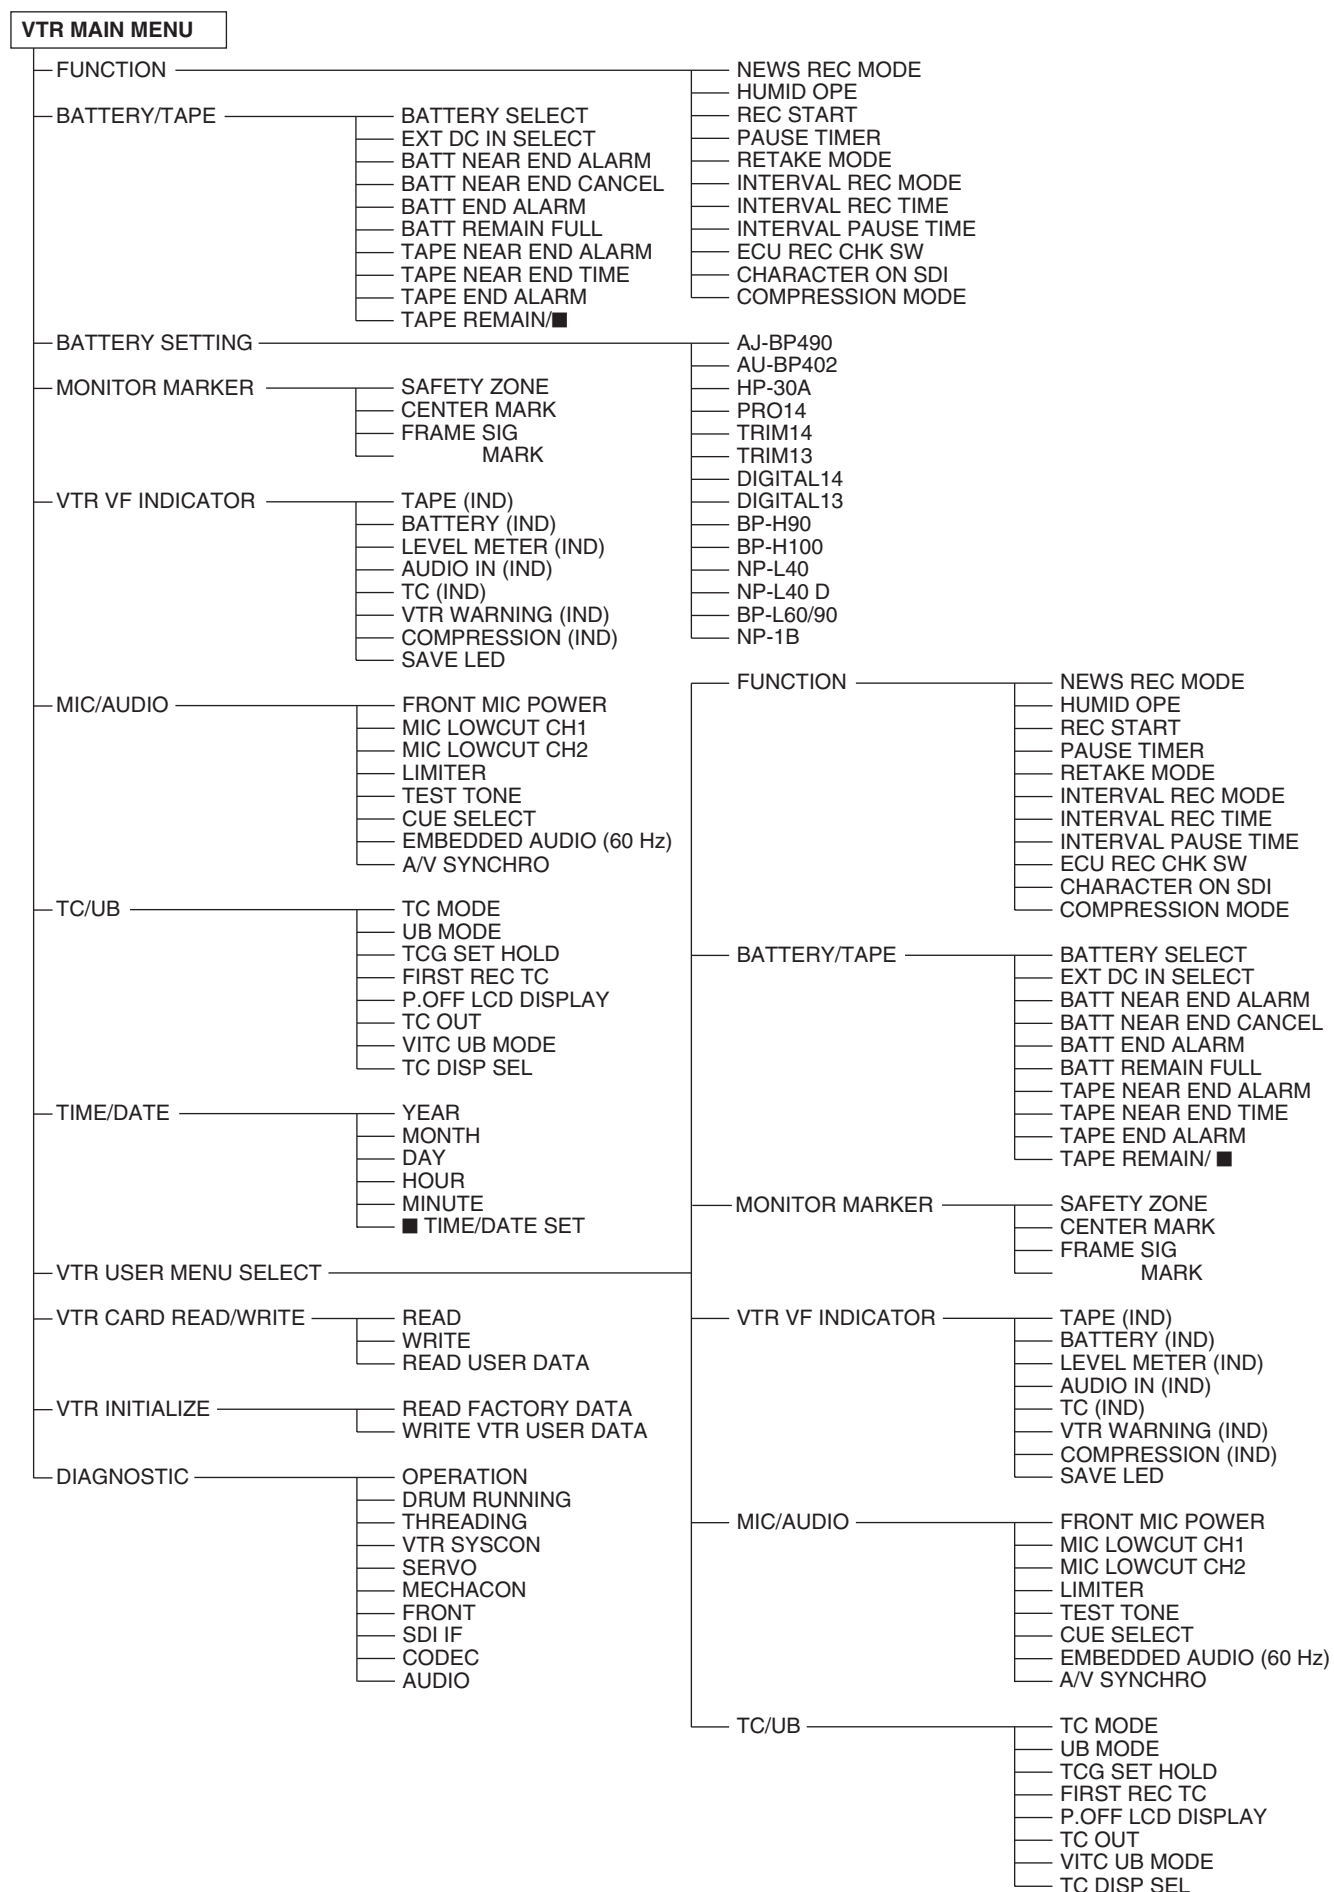 VTR MAIN MENU
FUNCTION
NEWS REC MODE
HUMID OPE
REC START
PAUSE TIMER
RETAKE MODE
INTERVAL REC MODE
INTERVAL REC TIME
INTERVAL PAUSE TIME
ECU REC CHK SW
CHARACTER ON SDI
COMPRESSION MODE
BATTERY/TAPE
BATTERY SELECT
EXT DC IN SELECT
BATT NEAR END ALARM
BATT NEAR END CANCEL
BATT END ALARM
BATT REMAIN FULL
TAPE NEAR END ALARM
TAPE NEAR END TIME
TAPE END ALARM
TAPE REMAIN/■
BATTERY SETTING
AJ-BP490
AU-BP402
HP-30A
PRO14
TRIM14
TRIM13
DIGITAL14
DIGITAL13
BP-H90
BP-H100
NP-L40
NP-L40 D
BP-L60/90
NP-1B
MONITOR MARKER
SAFETY ZONE
CENTER MARK
FRAME SIG
MARK
VTR VF INDICATOR
TAPE (IND)
BATTERY (IND)
LEVEL METER (IND)
AUDIO IN (IND)
TC (IND)
VTR WARNING (IND)
COMPRESSION (IND)
SAVE LED
MIC/AUDIO
FRONT MIC POWER
MIC LOWCUT CH1
MIC LOWCUT CH2
LIMITER
TEST TONE
CUE SELECT
EMBEDDED AUDIO (60 Hz)
A/V SYNCHRO
TC/UB
TC MODE
UB MODE
TCG SET HOLD
FIRST REC TC
P.OFF LCD DISPLAY
TC OUT
VITC UB MODE
TC DISP SEL
TIME/DATE
YEAR
MONTH
DAY
HOUR
MINUTE
■ TIME/DATE SET
VTR USER MENU SELECT
FUNCTION
NEWS REC MODE
HUMID OPE
REC START
PAUSE TIMER
RETAKE MODE
INTERVAL REC MODE
INTERVAL REC TIME
INTERVAL PAUSE TIME
ECU REC CHK SW
CHARACTER ON SDI
COMPRESSION MODE
BATTERY/TAPE
BATTERY SELECT
EXT DC IN SELECT
BATT NEAR END ALARM
BATT NEAR END CANCEL
BATT END ALARM
BATT REMAIN FULL
TAPE NEAR END ALARM
TAPE NEAR END TIME
TAPE END ALARM
TAPE REMAIN/ ■
MONITOR MARKER
SAFETY ZONE
CENTER MARK
FRAME SIG
MARK
VTR VF INDICATOR
TAPE (IND)
BATTERY (IND)
LEVEL METER (IND)
AUDIO IN (IND)
TC (IND)
VTR WARNING (IND)
COMPRESSION (IND)
SAVE LED
MIC/AUDIO
FRONT MIC POWER
MIC LOWCUT CH1
MIC LOWCUT CH2
LIMITER
TEST TONE
CUE SELECT
EMBEDDED AUDIO (60 Hz)
A/V SYNCHRO
TC/UB
TC MODE
UB MODE
TCG SET HOLD
FIRST REC TC
P.OFF LCD DISPLAY
TC OUT
VITC UB MODE
TC DISP SEL
VTR CARD READ/WRITE
READ
WRITE
READ USER DATA
VTR INITIALIZE
READ FACTORY DATA
WRITE VTR USER DATA
DIAGNOSTIC
OPERATION
DRUM RUNNING
THREADING
VTR SYSCON
SERVO
MECHACON
FRONT
SDI IF
CODEC
AUDIO